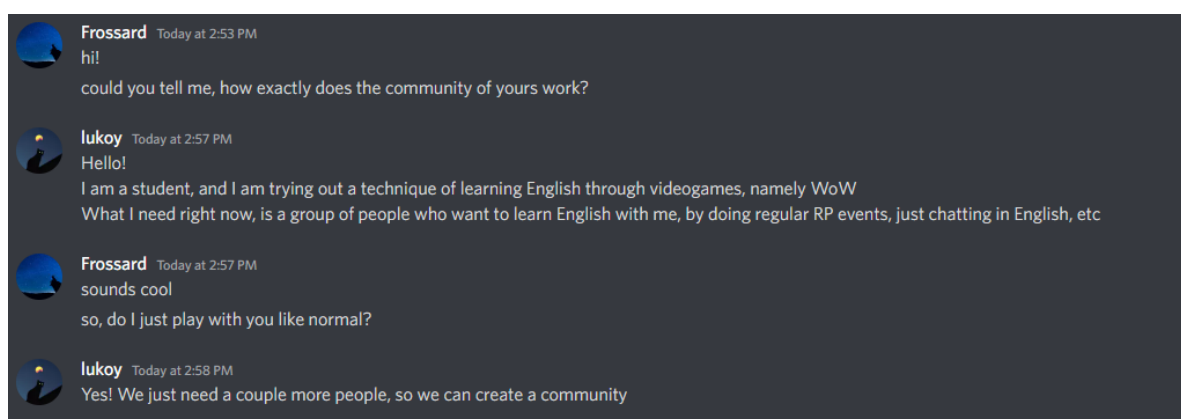 Frossard Today at 2:53 PM
hi!
could you tell me, how exactly does the community of yours work?
lukoy Today at 2:57 PM
Hello!
I am a student, and I am trying out a technique of learning English through videogames, namely WoW
What I need right now, is a group of people who want to learn English with me, by doing regular RP events, just chatting in English, etc
Frossard Today at 2:57 PM
sounds cool
so, do I just play with you like normal?
lukoy Today at 2:58 PM
Yes! We just need a couple more people, so we can create a community